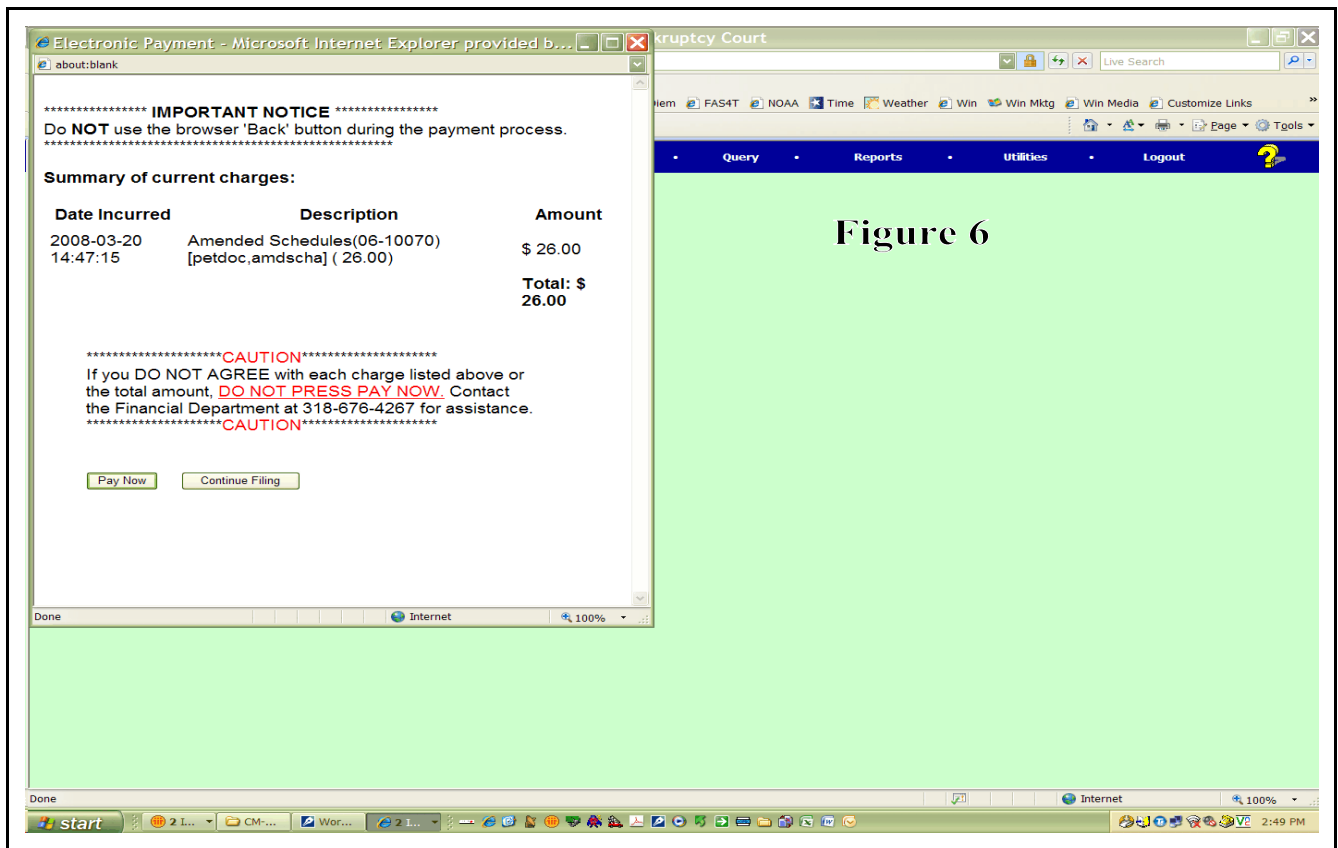 Electronic Payment - Microsoft Internet Explorer provided b...
kruptcy Court
about:blank
Live Search
iem FAS4T NOAA Time Weather Win Win Mktg Win Media Customize Links »
Page Tools
• Query • Reports • Utilities • Logout
**************** IMPORTANT NOTICE ****************
Do NOT use the browser 'Back' button during the payment process.
******************************************************
Summary of current charges:
Date Incurred Description Amount
2008-03-20 Amended Schedules(06-10070) $ 26.00
14:47:15 [petdoc,amdscha] ( 26.00)
Total: $
26.00
Figure 6
*********************CAUTION*********************
If you DO NOT AGREE with each charge listed above or
the total amount, DO NOT PRESS PAY NOW. Contact
the Financial Department at 318-676-4267 for assistance.
*********************CAUTION*********************
Pay Now Continue Filing
Done Internet 100%
Done Internet 100%
start 2 I... CM-... Wor... 2 I... 2:49 PM